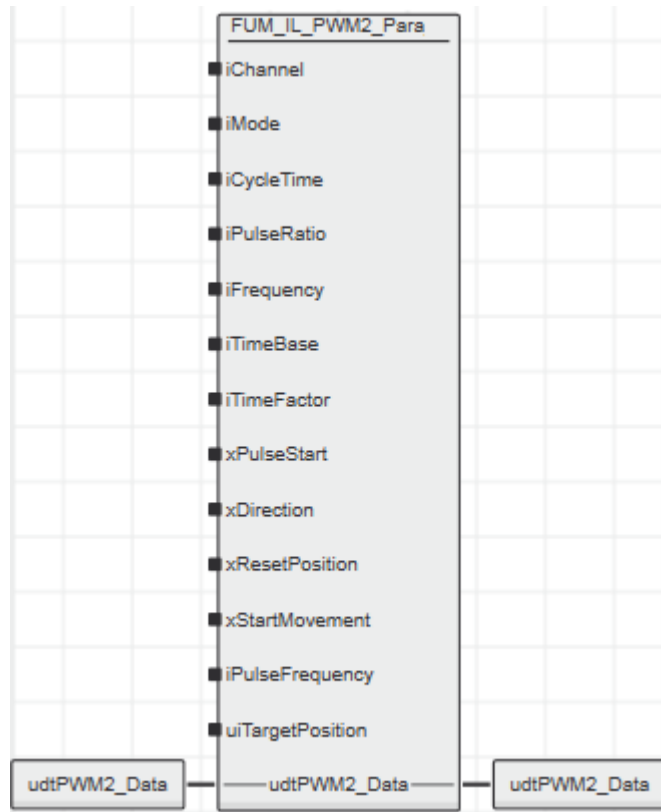 FUM_IL_PWM2_Para
iChannel
iMode
iCycleTime
iPulseRatio
iFrequency
iTimeBase
iTimeFactor
xPulseStart
xDirection
xResetPosition
xStartMovement
iPulseFrequency
uiTargetPosition
udtPWM2_Data udtPWM2_Data udtPWM2_Data